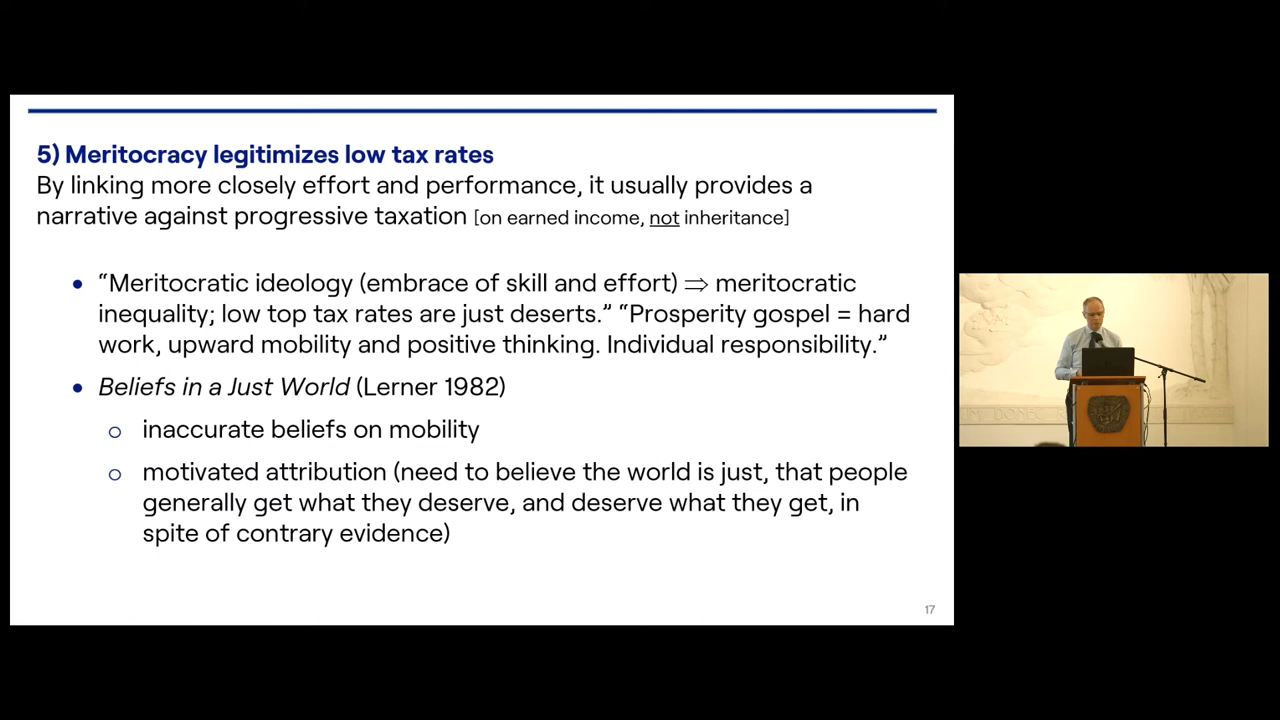 5) Meritocracy legitimizes low tax rates
By linking more closely effort and performance, it usually provides a
narrative against progressive taxation [on earned income, not inheritance]
• “Meritocratic ideology (embrace of skill and effort) ⇒ meritocratic
inequality; low top tax rates are just deserts.” “Prosperity gospel = hard
work, upward mobility and positive thinking. Individual responsibility.”
• Beliefs in a Just World (Lerner 1982)
○ inaccurate beliefs on mobility
○ motivated attribution (need to believe the world is just, that people
generally get what they deserve, and deserve what they get, in
spite of contrary evidence)
17